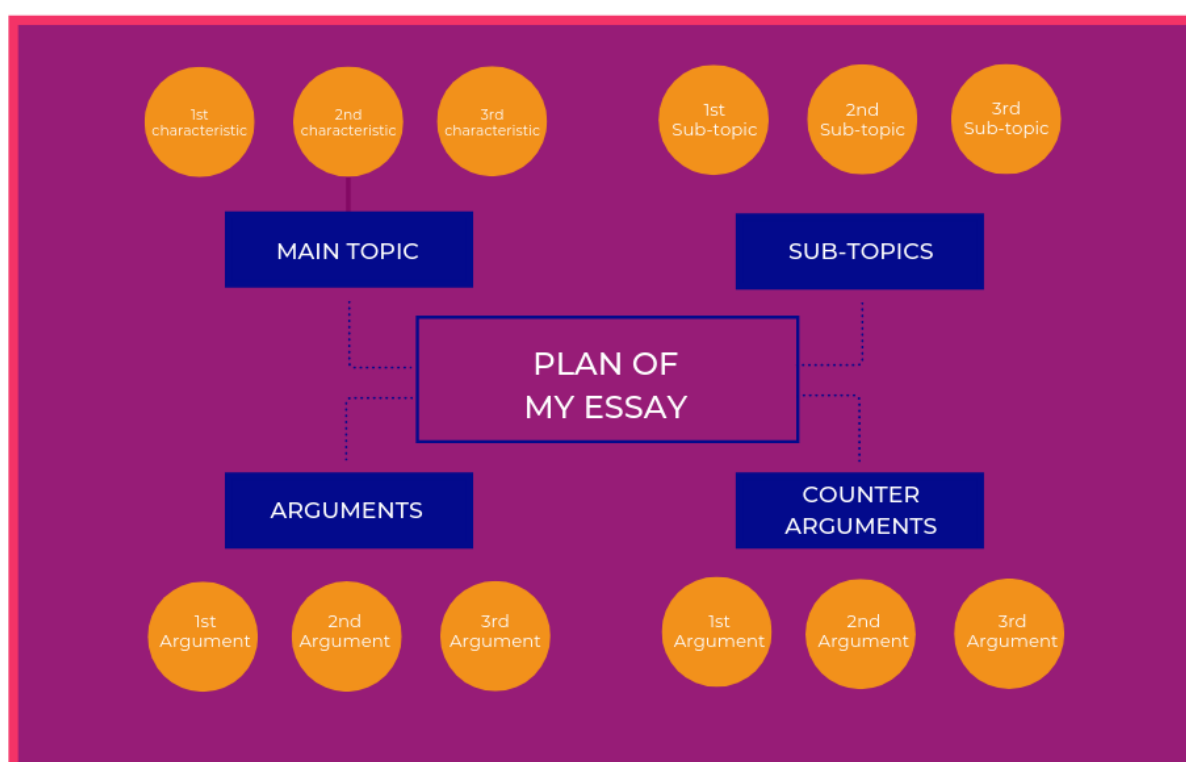 1st
characteristic
2nd
characteristic
3rd
characteristic
1st
Sub-topic
2nd
Sub-topic
3rd
Sub-topic
MAIN TOPIC
SUB-TOPICS
PLAN OF
MY ESSAY
ARGUMENTS
COUNTER
ARGUMENTS
1st
Argument
2nd
Argument
3rd
Argument
1st
Argument
2nd
Argument
3rd
Argument